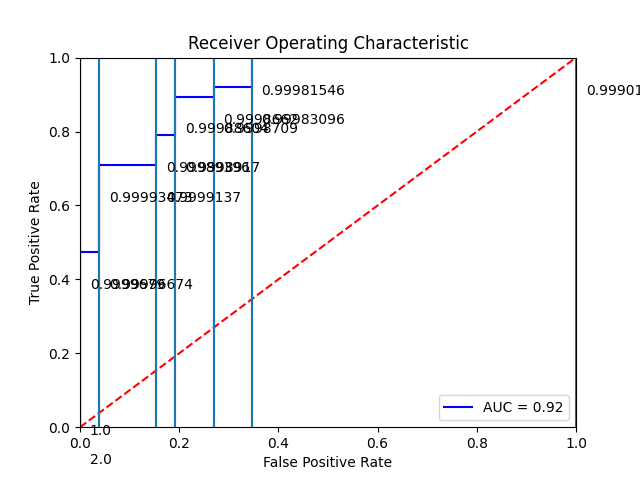 Receiver Operating Characteristic
1.0
0.99981546
0.99901
0.99983096
0.8
0.9999137
0.6
True Positive Rate
0.4
0.2
AUC = 0.92
0.0
1.0
0.0 0.2 0.4 0.6 0.8 1.0
2.0
False Positive Rate